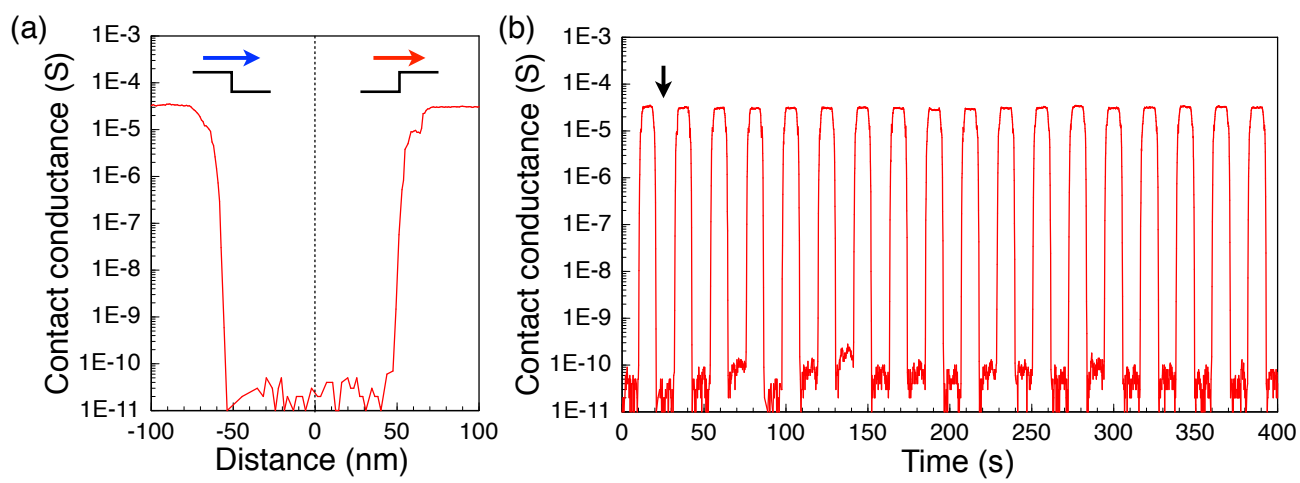 (a)
Contact conductance (S)
1E-3
1E-4
1E-5
1E-6
1E-7
1E-8
1E-9
1E-10
1E-11
-100
-50
0
50
100
Distance (nm)
(b)
Contact conductance (S)
1E-3
1E-4
1E-5
1E-6
1E-7
1E-8
1E-9
1E-10
1E-11
0
50
100
150
200
250
300
350
400
Time (s)